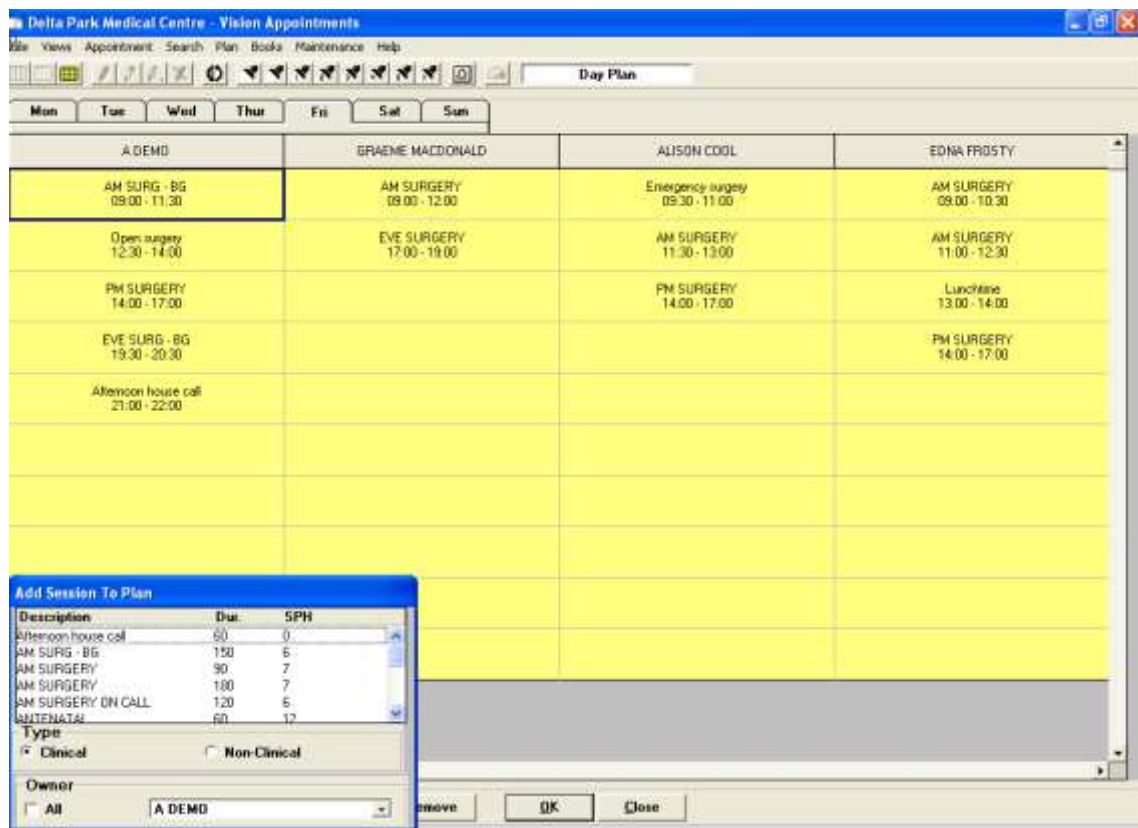 Delta Park Medical Centre - Vision Appointments
File Views Appointment Search Plan Books Maintenance Help
Day Plan
Mon Tue Wed Thur Fri Sat Sun
A DEMO GRAEME MACDONALD ALISON COOL EDNA FROSTY
AM SURG - BG AM SURGERY Emergency surgery AM SURGERY
09:00 - 11:30 09:00 - 12:00 09:30 - 11:00 09:00 - 10:30
Open surgery EVE SURGERY AM SURGERY AM SURGERY
12:30 - 14:00 17:00 - 19:00 11:30 - 13:00 11:00 - 12:30
PM SURGERY PM SURGERY Lunchtime
14:00 - 17:00 14:00 - 17:00 13:00 - 14:00
EVE SURG - BG PM SURGERY
19:30 - 20:30 14:00 - 17:00
Afternoon house call
21:00 - 22:00
Add Session To Plan
Description Dur. SPH
Afternoon house call 60 0
AM SURG - BG 150 6
AM SURGERY 90 7
AM SURGERY 180 7
AM SURGERY ON CALL 120 6
ANTENATAL 60 12
Type
Clinical Non-Clinical
Owner
All A DEMO
emove OK Close